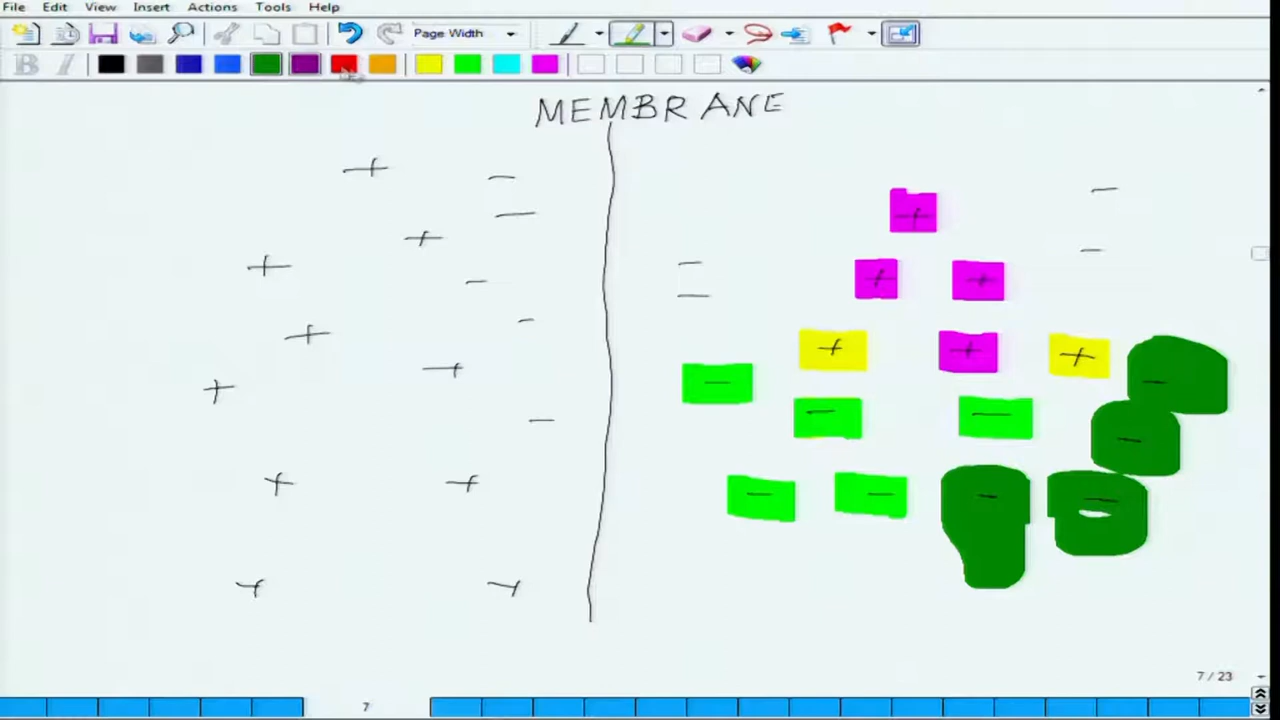 File Edit View Insert Actions Tools Help
Page Width
B I
MEMBRANE
+ − −
− +
− + −
+ + −
− + +
− + −
− + + +
− −
+ − − −
− −
+ + − − − −
+ +
7 / 23
7